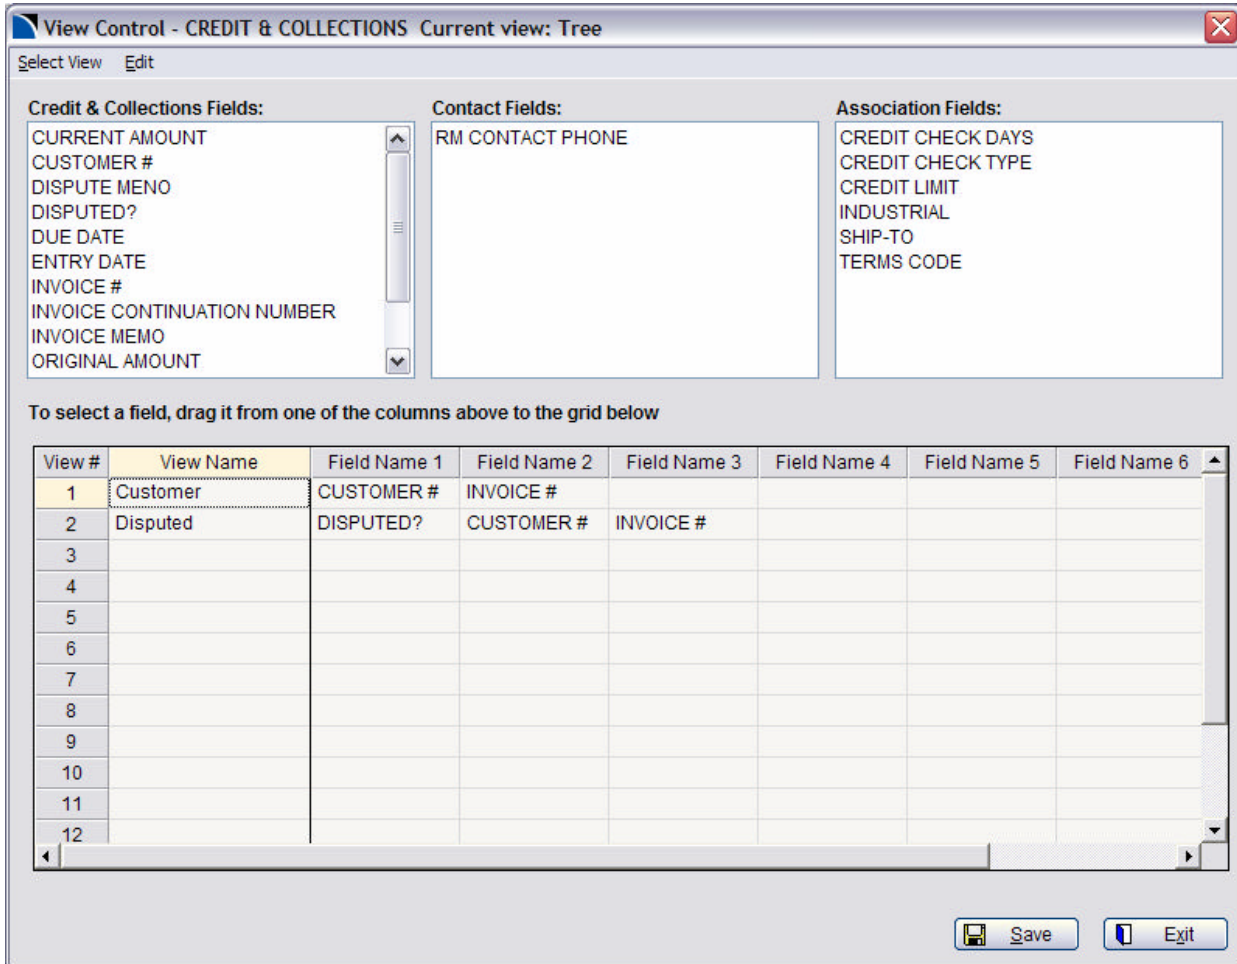 View Control - CREDIT & COLLECTIONS  Current view: Tree
Select View  Edit
Credit & Collections Fields:  Contact Fields:  Association Fields:
CURRENT AMOUNT
CUSTOMER #
DISPUTE MENO
DISPUTED?
DUE DATE
ENTRY DATE
INVOICE #
INVOICE CONTINUATION NUMBER
INVOICE MEMO
ORIGINAL AMOUNT
RM CONTACT PHONE
CREDIT CHECK DAYS
CREDIT CHECK TYPE
CREDIT LIMIT
INDUSTRIAL
SHIP-TO
TERMS CODE
To select a field, drag it from one of the columns above to the grid below
View #  View Name  Field Name 1  Field Name 2  Field Name 3  Field Name 4  Field Name 5  Field Name 6
1  Customer  CUSTOMER #  INVOICE #
2  Disputed  DISPUTED?  CUSTOMER #  INVOICE #
3
4
5
6
7
8
9
10
11
12
Save  Exit